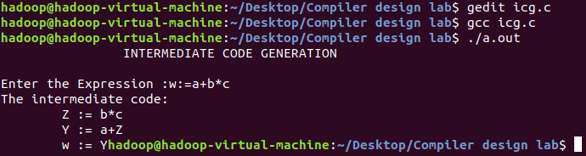 hadoop@hadoop-virtual-machine:~/Desktop/Compiler design lab$ gedit icg.c
hadoop@hadoop-virtual-machine:~/Desktop/Compiler design lab$ gcc icg.c
hadoop@hadoop-virtual-machine:~/Desktop/Compiler design lab$ ./a.out
INTERMEDIATE CODE GENERATION
Enter the Expression :w:=a+b*c
The intermediate code:
Z := b*c
Y := a+Z
w := Yhadoop@hadoop-virtual-machine:~/Desktop/Compiler design lab$